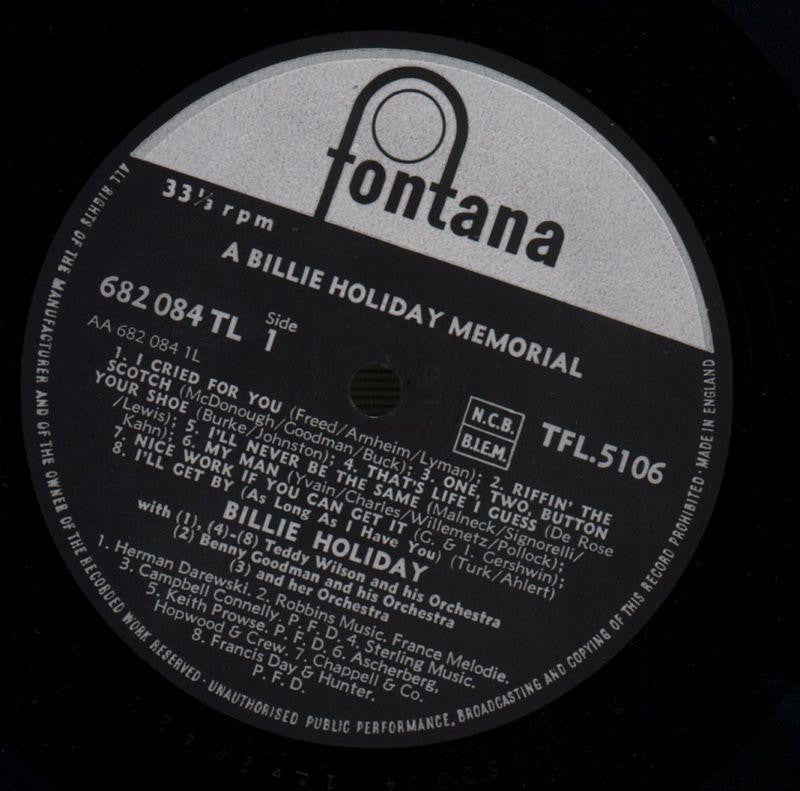 fontana
33⅓ rpm
A BILLIE HOLIDAY MEMORIAL
682 084 TL
Side
1
AA 682 084 1L
N.C.B.
B.I.E.M.
TFL.5106
1. I CRIED FOR YOU (Freed/Arnheim/Lyman); 2. RIFFIN' THE
SCOTCH (McDonough/Goodman/Buck); 3. ONE, TWO, BUTTON
YOUR SHOE (Burke/Johnston); 4. THAT'S LIFE I GUESS (De Rose
/Lewis); 5. I'LL NEVER BE THE SAME (Malneck/Signorelli/
Kahn); 6. MY MAN (Yvain/Charles/Willemetz/Pollock);
7. NICE WORK IF YOU CAN GET IT (G. & I. Gershwin);
8. I'LL GET BY (As Long As I Have You) (Turk/Ahlert)
BILLIE HOLIDAY
with (1), (4)-(8) Teddy Wilson and his Orchestra
(2) Benny Goodman and his Orchestra
(3) and her Orchestra
1. Herman Darewski. 2. Robbins Music. France Melodie.
3. Campbell Connelly. P. F. D. 4. Sterling Music.
5. Keith Prowse. P. F. D. 6. Ascherberg,
Hopwood & Crew. 7. Chappell & Co.
8. Francis Day & Hunter.
P. F. D.
ALL RIGHTS OF THE MANUFACTURER AND OF THE OWNER OF THE RECORDED WORK RESERVED · UNAUTHORISED PUBLIC PERFORMANCE, BROADCASTING AND COPYING OF THIS RECORD PROHIBITED · MADE IN ENGLAND